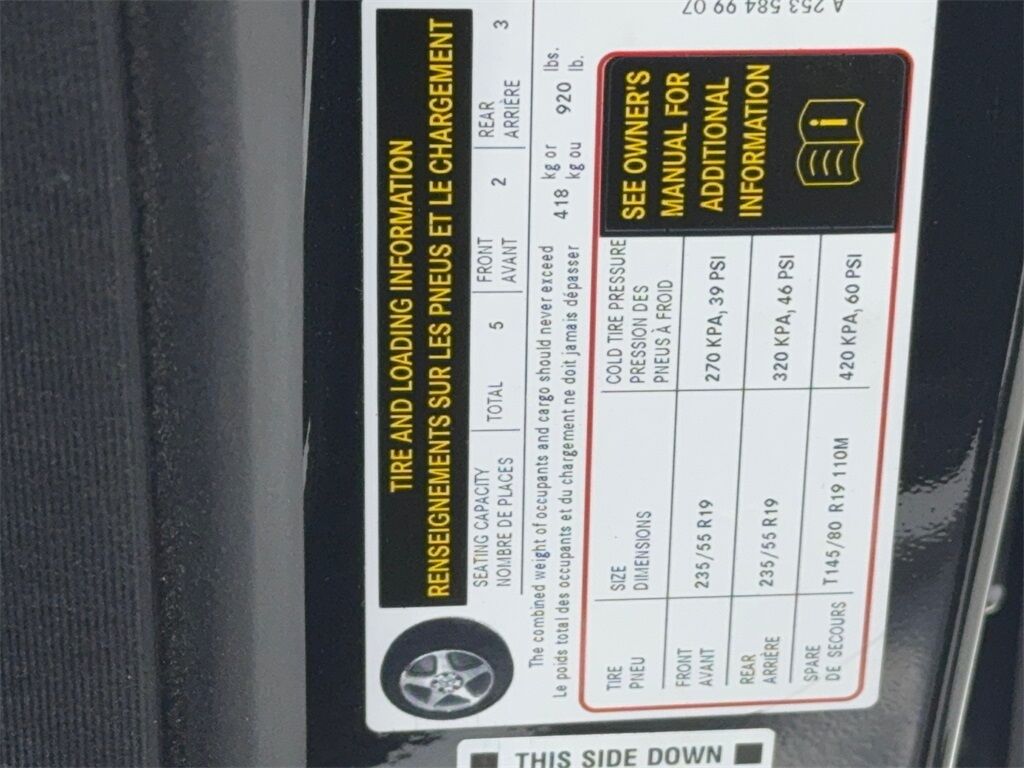 TIRE AND LOADING INFORMATION
RENSEIGNEMENTS SUR LES PNEUS ET LE CHARGEMENT
SEATING CAPACITY
NOMBRE DE PLACES
TOTAL 5
FRONT
AVANT
2
REAR
ARRIÈRE
3
The combined weight of occupants and cargo should never exceed 418 kg or 920 lbs.
Le poids total des occupants et du chargement ne doit jamais dépasser kg ou lb.
TIRE
PNEU
SIZE
DIMENSIONS
COLD TIRE PRESSURE
PRESSION DES
PNEUS À FROID
FRONT
AVANT
235/55 R19
270 KPA, 39 PSI
REAR
ARRIÈRE
235/55 R19
320 KPA, 46 PSI
SPARE
DE SECOURS
T145/80 R19 110M
420 KPA, 60 PSI
SEE OWNER'S
MANUAL FOR
ADDITIONAL
INFORMATION
i
A 253 584 99 07
THIS SIDE DOWN